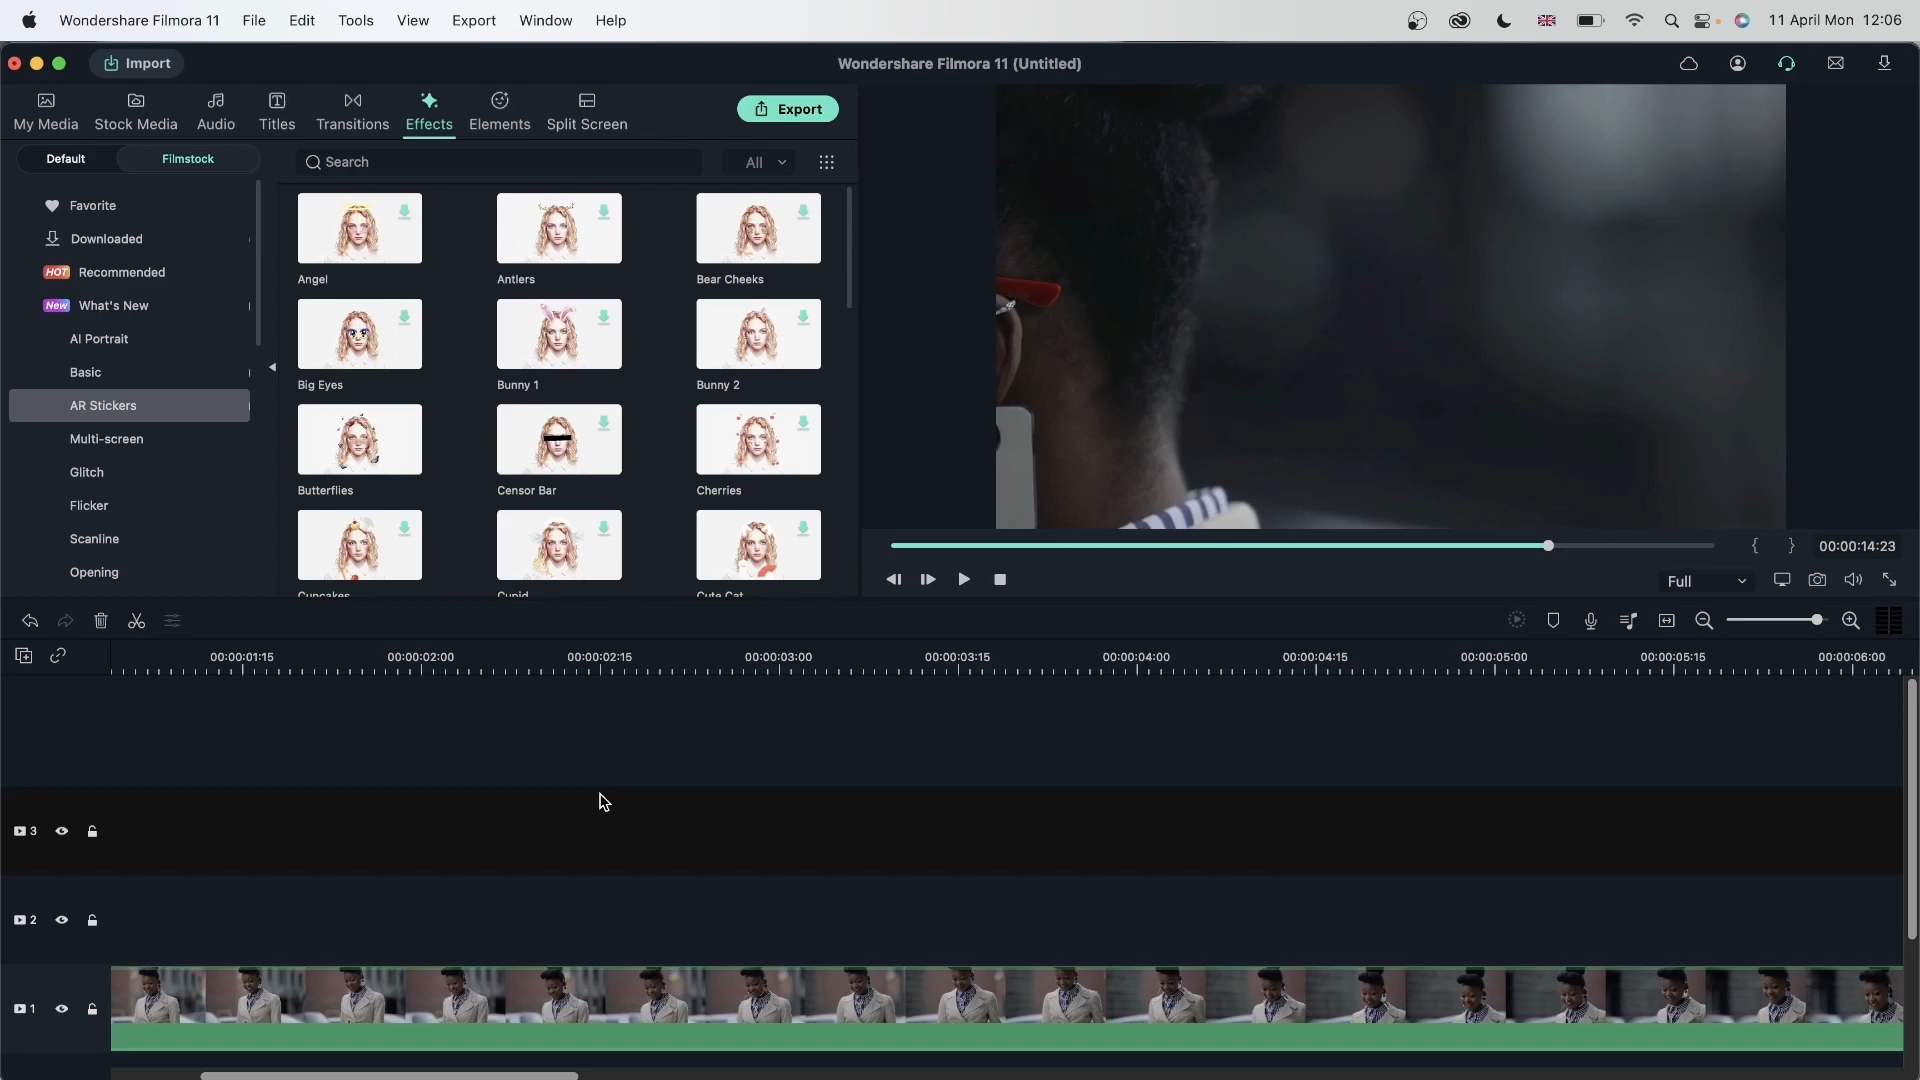 Wondershare Filmora 11 File Edit Tools View Export Window Help 11 April Mon 12:06
Import Wondershare Filmora 11 (Untitled)
My Media Stock Media Audio Titles Transitions Effects Elements Split Screen Export
Default Filmstock Search All
Favorite
Downloaded
HOT Recommended
New What's New
AI Portrait
Basic
AR Stickers
Multi-screen
Glitch
Flicker
Scanline
Opening
Angel Antlers Bear Cheeks
Big Eyes Bunny 1 Bunny 2
Butterflies Censor Bar Cherries
Cupcakes Cupid Cute Cat
{ } 00:00:14:23
Full
00:00:01:15 00:00:02:00 00:00:02:15 00:00:03:00 00:00:03:15 00:00:04:00 00:00:04:15 00:00:05:00 00:00:05:15 00:00:06:00
3
2
1